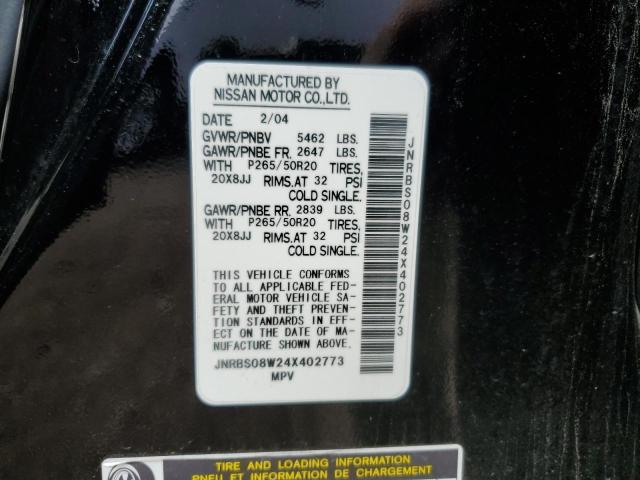 MANUFACTURED BY
NISSAN MOTOR CO., LTD.
DATE 2/04
GVWR/PNBV 5462 LBS.
GAWR/PNBE FR. 2647 LBS.
WITH P265/50R20 TIRES,
20X8JJ RIMS. AT 32 PSI
COLD SINGLE.
GAWR/PNBE RR. 2839 LBS.
WITH P265/50R20 TIRES,
20X8JJ RIMS. AT 32 PSI
COLD SINGLE.
THIS VEHICLE CONFORMS
TO ALL APPLICABLE FED-
ERAL MOTOR VEHICLE SA-
FETY AND THEFT PREVEN-
TION STANDARDS IN EFF-
ECT ON THE DATE OF MA-
NUFACTURE SHOWN ABOVE.
JNRBS08W24X402773
MPV
JNRBS08W24X402773
TIRE AND LOADING INFORMATION
PNEU ET INFORMATION DE CHARGEMENT